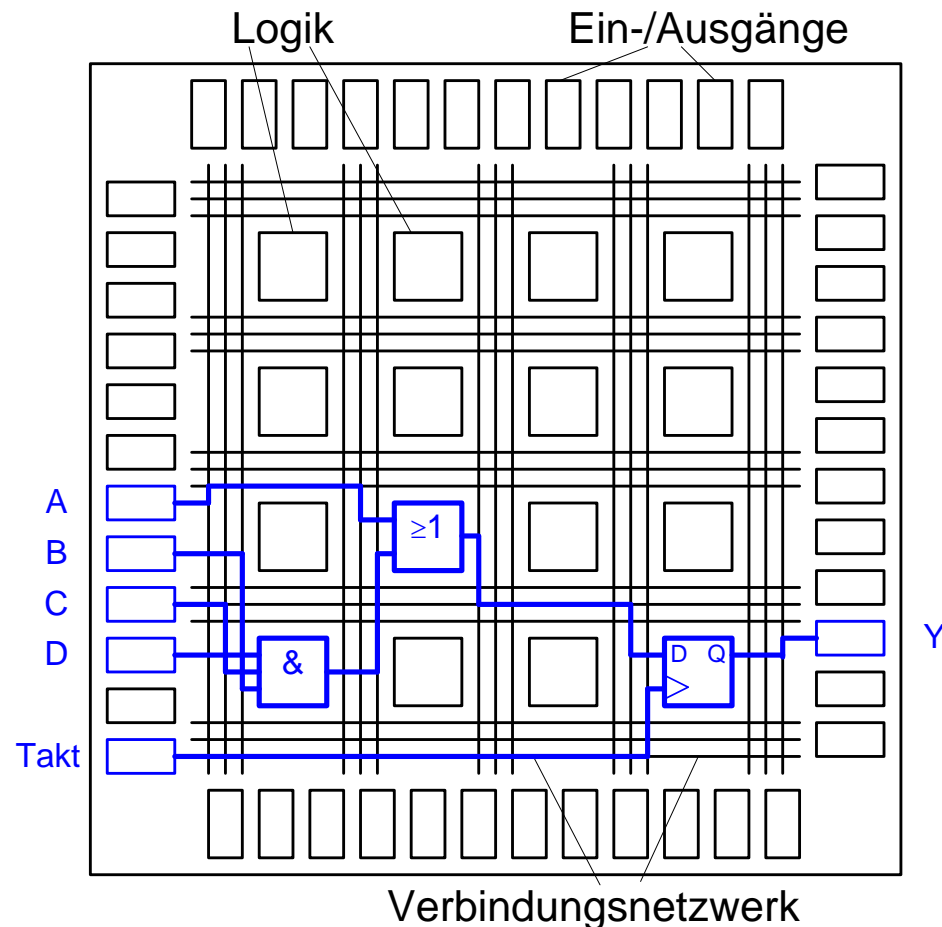 Logik
Ein-/Ausgänge
A
≥1
B
C
D
&
D Q
Y
Takt
Verbindungsnetzwerk